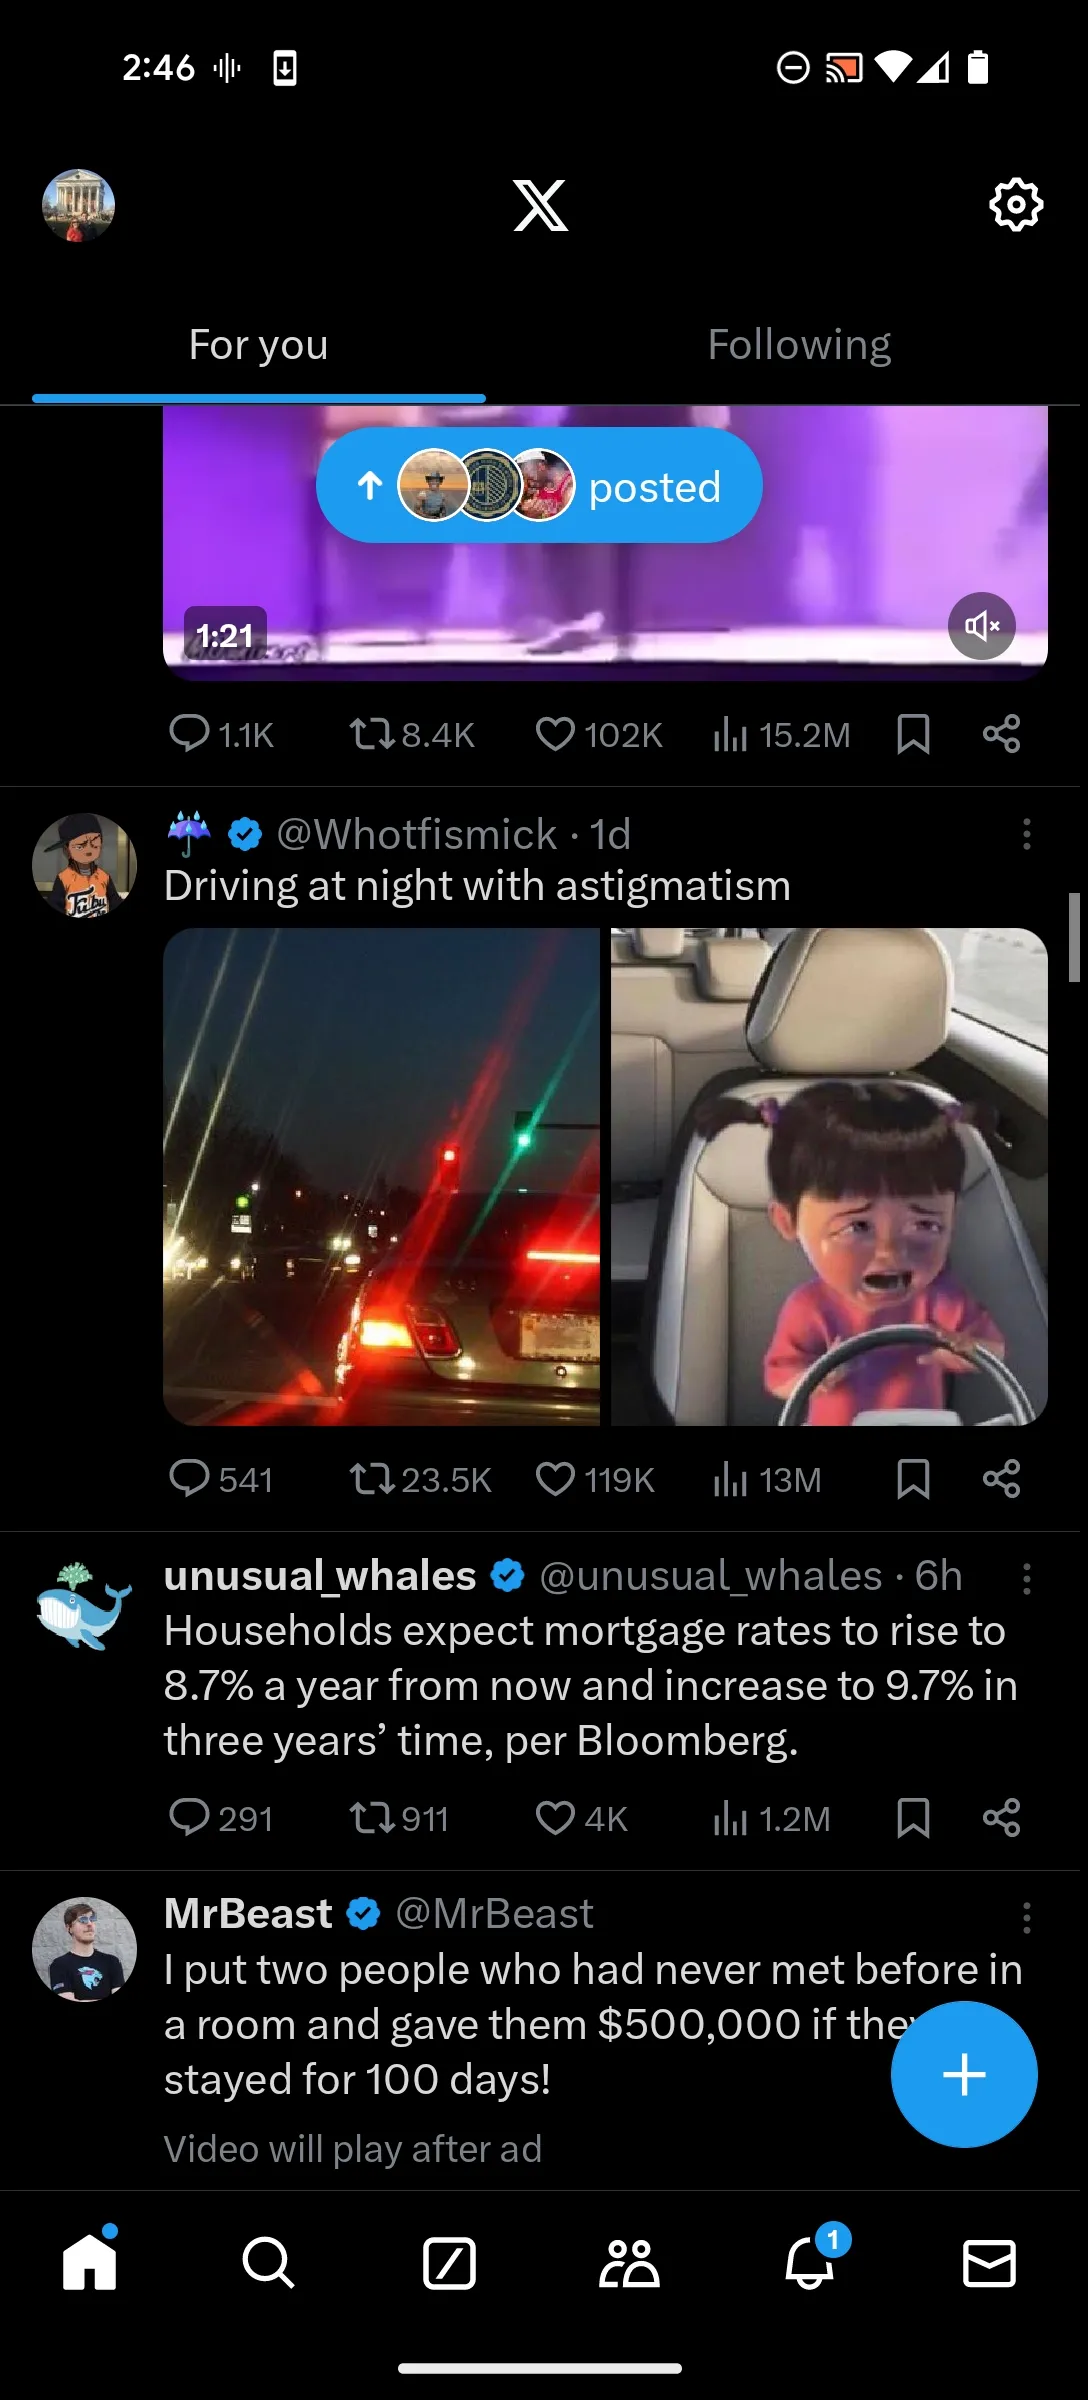 2:46
For you Following
posted
1:21
1.1K 8.4K 102K 15.2M
@Whotfismick · 1d
Driving at night with astigmatism
541 23.5K 119K 13M
unusual_whales @unusual_whales · 6h
Households expect mortgage rates to rise to
8.7% a year from now and increase to 9.7% in
three years’ time, per Bloomberg.
291 911 4K 1.2M
MrBeast @MrBeast
I put two people who had never met before in
a room and gave them $500,000 if they
stayed for 100 days!
Video will play after ad
1